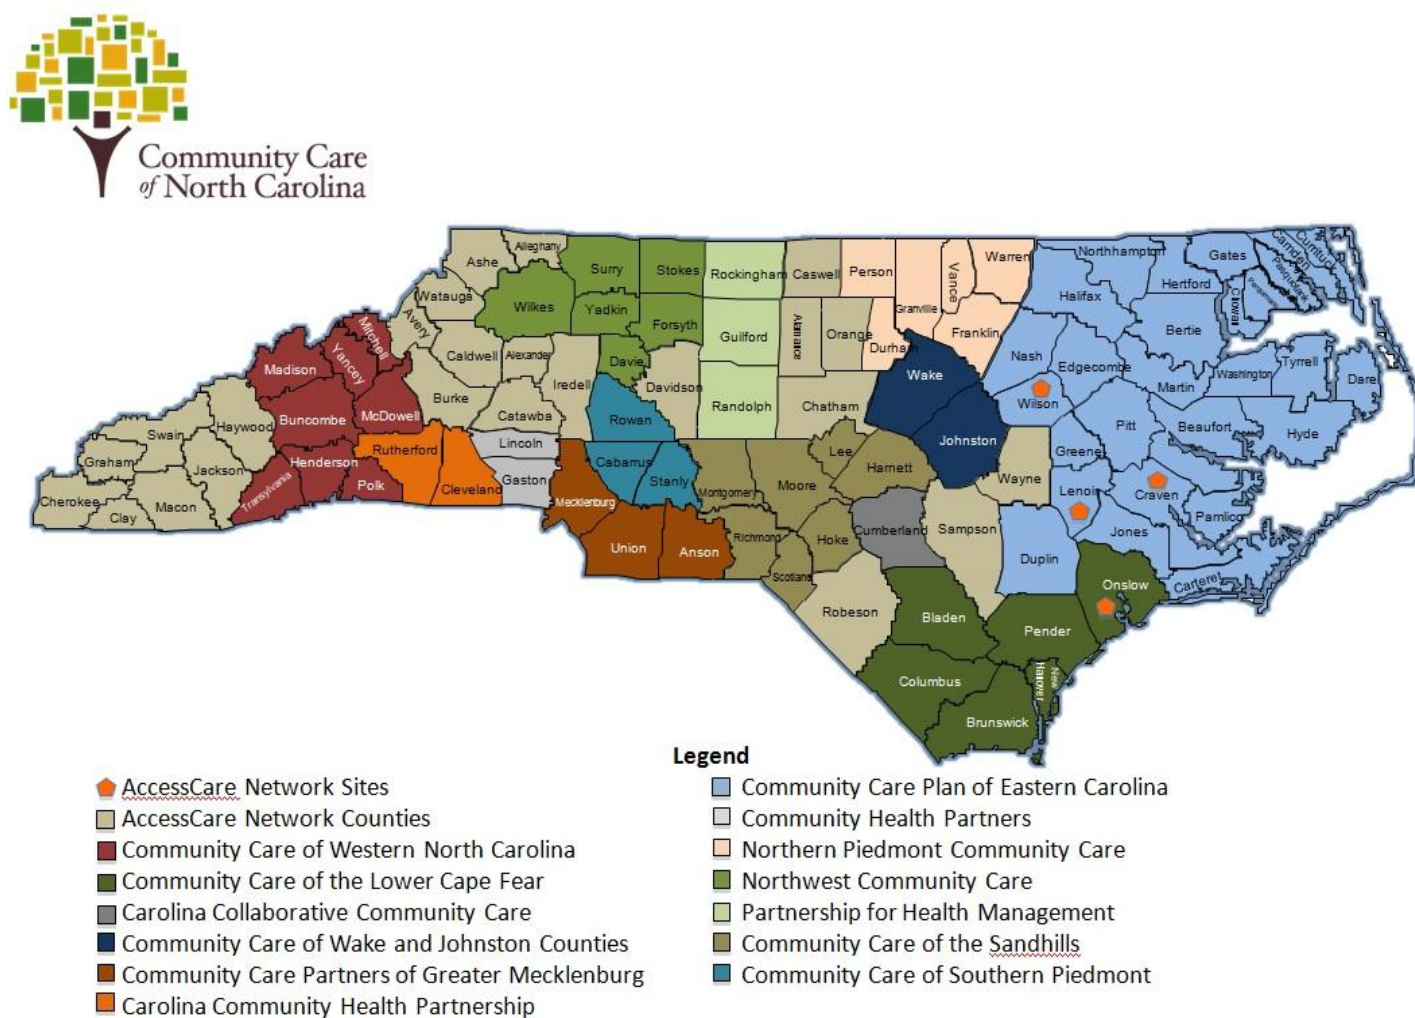 Community Care
of North Carolina
Alleghany
Ashe
Surry
Stokes
Rockingham
Caswell
Person
Vance
Warren
Northhampton
Gates
Camden
Currituck
Pasquotank
Perquimans
Hertford
Chowan
Watauga
Wilkes
Yadkin
Forsyth
Guilford
Alamance
Orange
Granville
Durham
Franklin
Halifax
Bertie
Mitchell
Avery
Yancey
Caldwell
Alexander
Iredell
Davie
Davidson
Nash
Edgecombe
Martin
Washington
Tyrrell
Dare
Madison
Burke
Catawba
Rowan
Randolph
Chatham
Wake
Wilson
Pitt
Beaufort
Hyde
Buncombe
McDowell
Haywood
Swain
Graham
Jackson
Rutherford
Lincoln
Cabarrus
Stanly
Lee
Harnett
Johnston
Greene
Henderson
Transylvania
Polk
Cleveland
Gaston
Mecklenburg
Montgomery
Moore
Wayne
Lenoir
Craven
Pamlico
Cherokee
Clay
Macon
Union
Anson
Richmond
Scotland
Hoke
Cumberland
Sampson
Duplin
Jones
Carteret
Onslow
Robeson
Bladen
Pender
Columbus
New
Hanover
Brunswick
Legend
AccessCare Network Sites
AccessCare Network Counties
Community Care of Western North Carolina
Community Care of the Lower Cape Fear
Carolina Collaborative Community Care
Community Care of Wake and Johnston Counties
Community Care Partners of Greater Mecklenburg
Carolina Community Health Partnership
Community Care Plan of Eastern Carolina
Community Health Partners
Northern Piedmont Community Care
Northwest Community Care
Partnership for Health Management
Community Care of the Sandhills
Community Care of Southern Piedmont